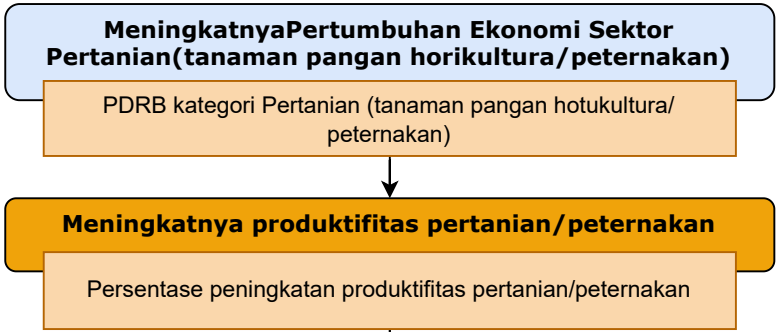 MeningkatnyaPertumbuhan Ekonomi Sektor
Pertanian(tanaman pangan horikultura/peternakan)
PDRB kategori Pertanian (tanaman pangan hotukultura/
peternakan)
Meningkatnya produktifitas pertanian/peternakan
Persentase peningkatan produktifitas pertanian/peternakan